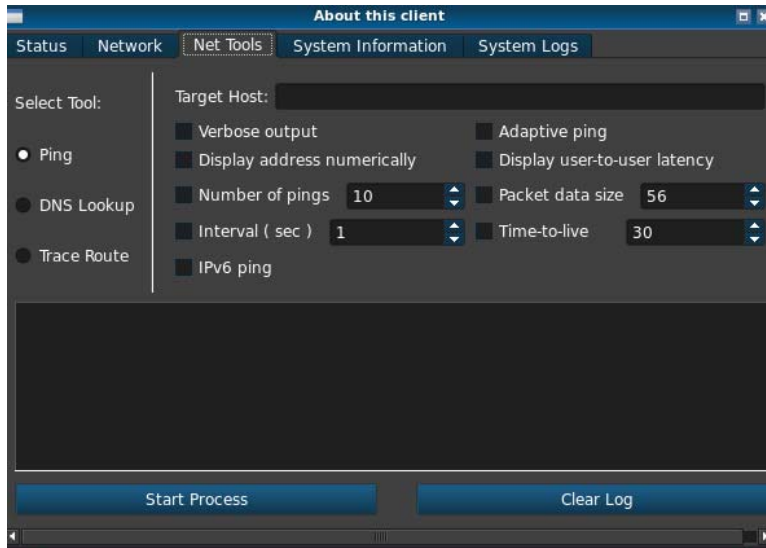 About this client
Status Network Net Tools System Information System Logs
Select Tool:
Target Host:
Verbose output Adaptive ping
Ping
Display address numerically Display user-to-user latency
Number of pings 10 Packet data size 56
DNS Lookup
Interval ( sec ) 1 Time-to-live 30
Trace Route
IPv6 ping
Start Process Clear Log